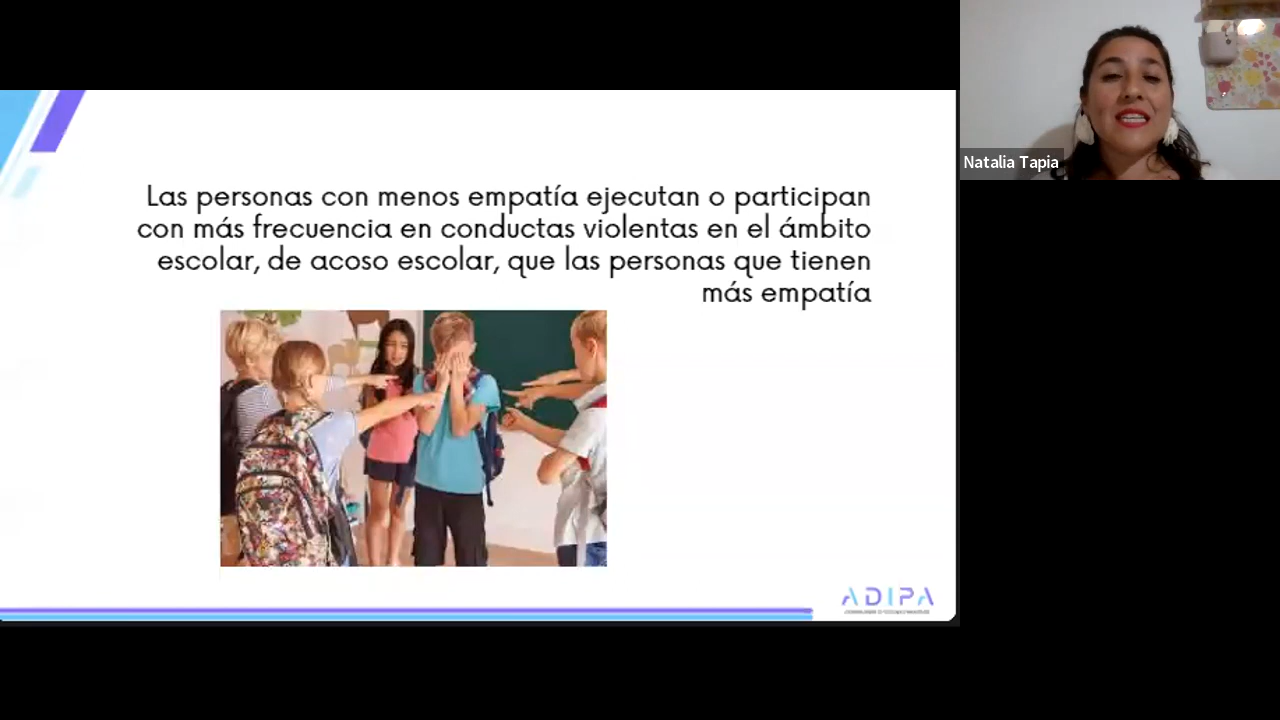 Las personas con menos empatía ejecutan o participan
con más frecuencia en conductas violentas en el ámbito
escolar, de acoso escolar, que las personas que tienen
más empatía
Natalia Tapia
ADIPA